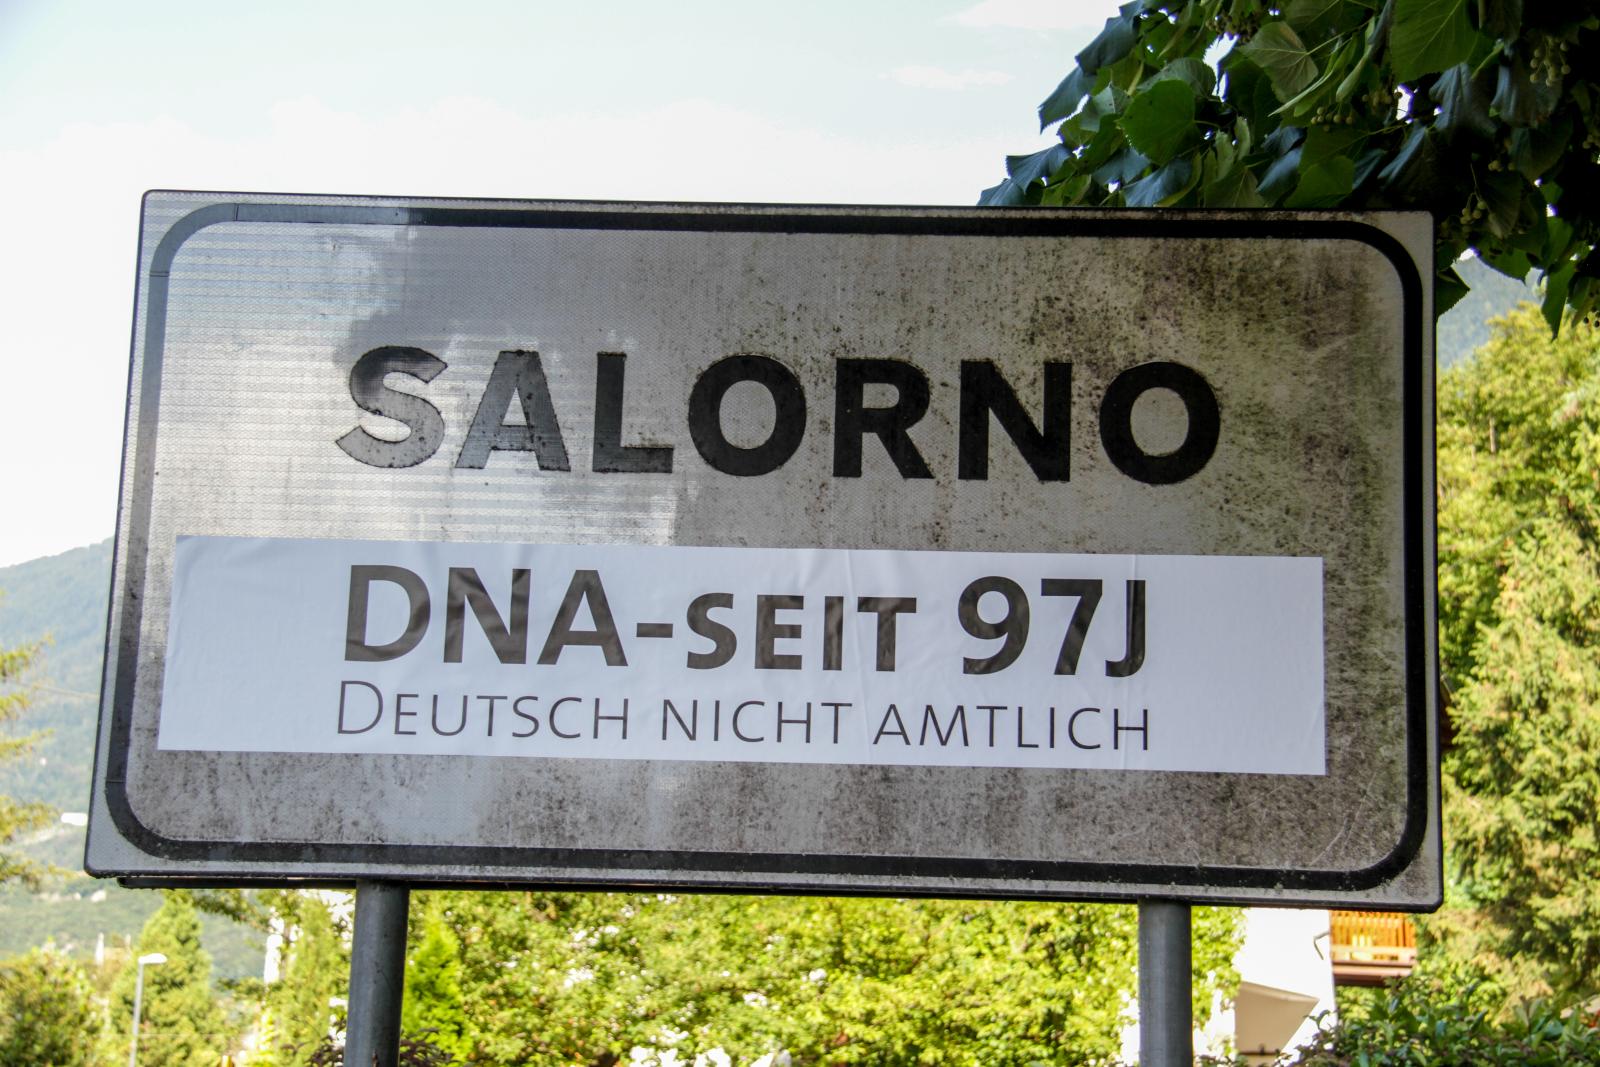 SALORNO
DNA-SEIT 97J
DEUTSCH NICHT AMTLICH